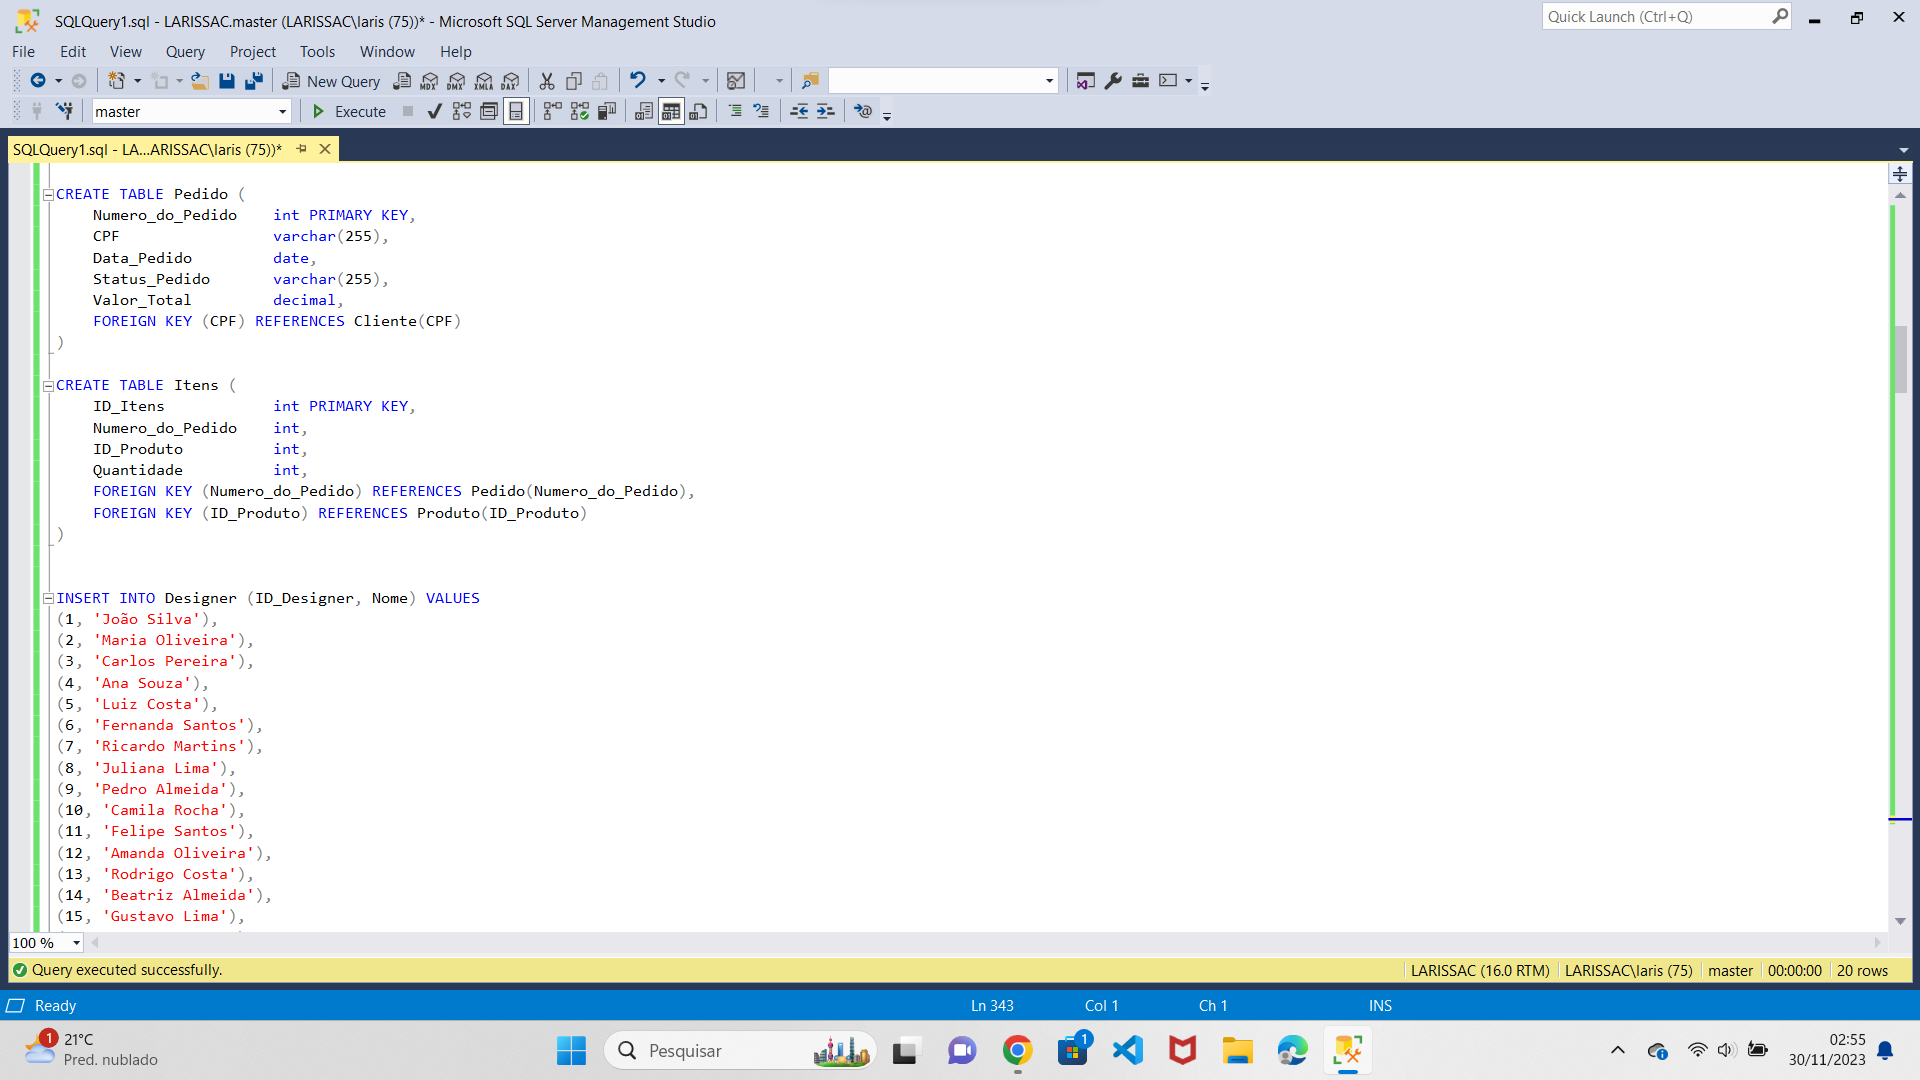 SQLQuery1.sql - LARISSAC.master (LARISSAC\laris (75))* - Microsoft SQL Server Management Studio
Quick Launch (Ctrl+Q)
File Edit View Query Project Tools Window Help
New Query
MDX DMX XMLA DAX
master
Execute
SQLQuery1.sql - LA...ARISSAC\laris (75))*
CREATE TABLE Pedido (
Numero_do_Pedido int PRIMARY KEY,
CPF varchar(255),
Data_Pedido date,
Status_Pedido varchar(255),
Valor_Total decimal,
FOREIGN KEY (CPF) REFERENCES Cliente(CPF)
)
CREATE TABLE Itens (
ID_Itens int PRIMARY KEY,
Numero_do_Pedido int,
ID_Produto int,
Quantidade int,
FOREIGN KEY (Numero_do_Pedido) REFERENCES Pedido(Numero_do_Pedido),
FOREIGN KEY (ID_Produto) REFERENCES Produto(ID_Produto)
)
INSERT INTO Designer (ID_Designer, Nome) VALUES
(1, 'João Silva'),
(2, 'Maria Oliveira'),
(3, 'Carlos Pereira'),
(4, 'Ana Souza'),
(5, 'Luiz Costa'),
(6, 'Fernanda Santos'),
(7, 'Ricardo Martins'),
(8, 'Juliana Lima'),
(9, 'Pedro Almeida'),
(10, 'Camila Rocha'),
(11, 'Felipe Santos'),
(12, 'Amanda Oliveira'),
(13, 'Rodrigo Costa'),
(14, 'Beatriz Almeida'),
(15, 'Gustavo Lima'),
100 %
Query executed successfully.
LARISSAC (16.0 RTM) LARISSAC\laris (75) master 00:00:00 20 rows
Ready Ln 343 Col 1 Ch 1 INS
1
21°C
Pred. nublado
Pesquisar
1
02:55
30/11/2023